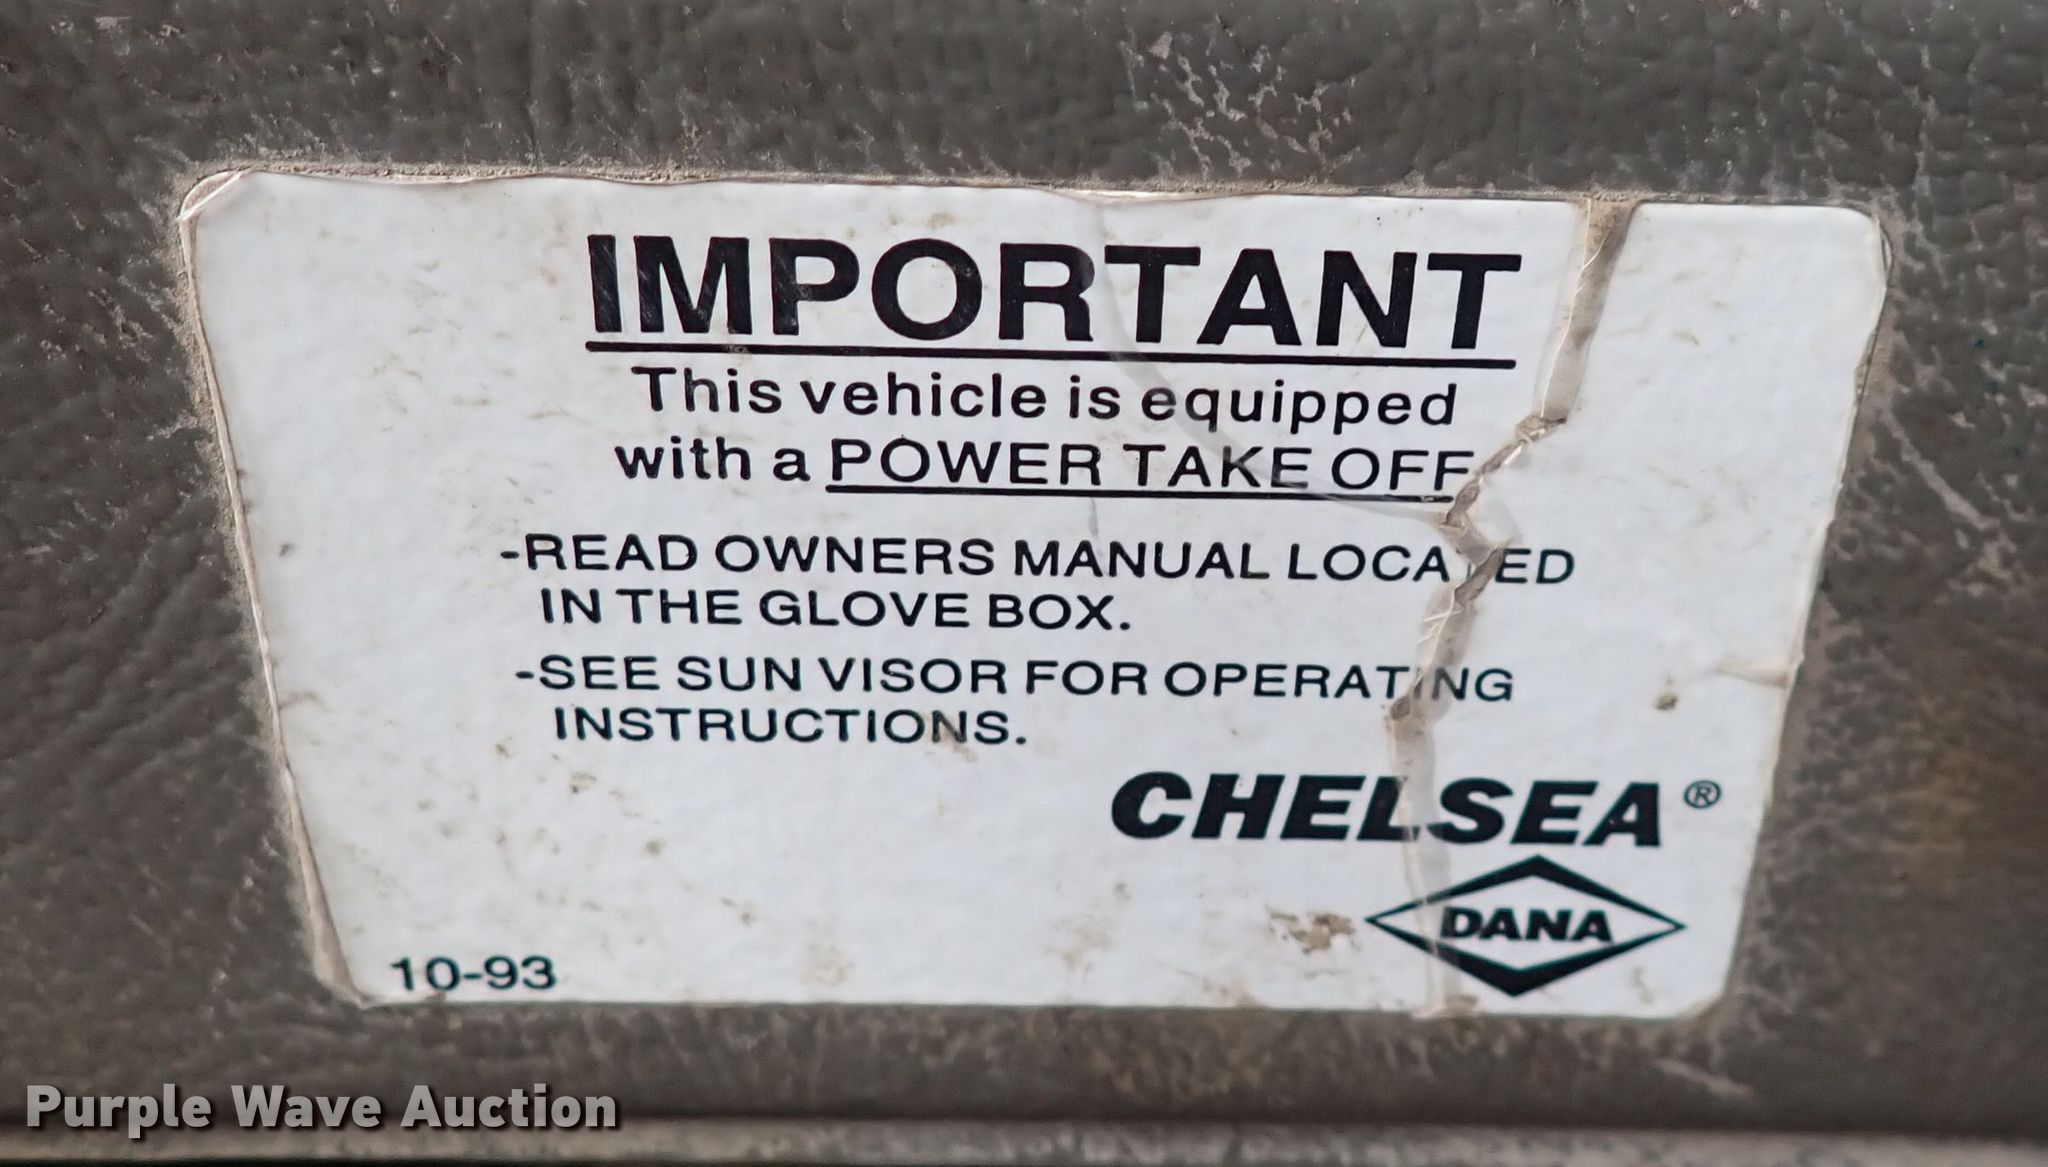 IMPORTANT
This vehicle is equipped
with a POWER TAKE OFF
-READ OWNERS MANUAL LOCATED
IN THE GLOVE BOX.
-SEE SUN VISOR FOR OPERATING
INSTRUCTIONS.
CHELSEA®
DANA
10-93
Purple Wave Auction